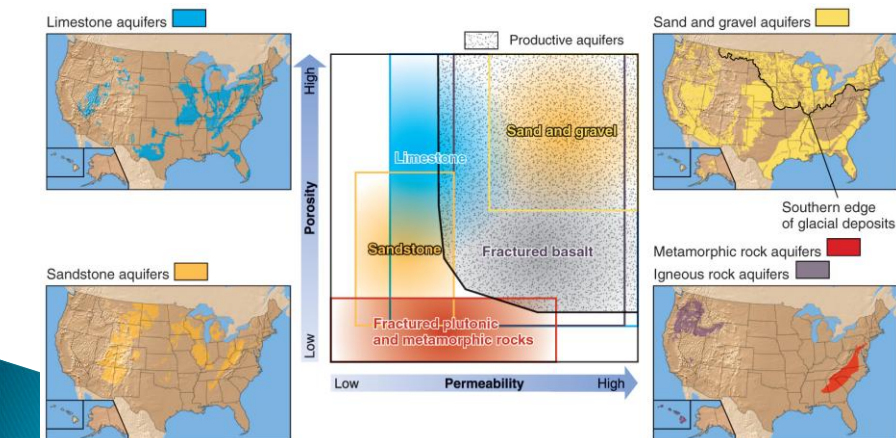 Limestone aquifers
Productive aquifers
Sand and gravel aquifers
High
Porosity
Low
Sand and gravel
Limestone
Sandstone
Fractured basalt
Fractured plutonic
and metamorphic rocks
Low
Permeability
High
Southern edge
of glacial deposits
Sandstone aquifers
Metamorphic rock aquifers
Igneous rock aquifers